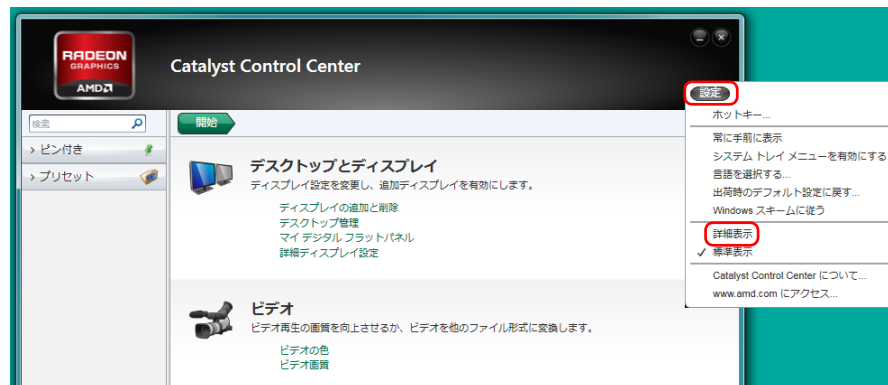 RADEON
GRAPHICS
AMD
Catalyst Control Center
検索
開始
ピン付き
プリセット
デスクトップとディスプレイ
ディスプレイ設定を変更し、追加ディスプレイを有効にします。
ディスプレイの追加と削除
デスクトップ管理
マイ デジタル フラットパネル
詳細ディスプレイ設定
ビデオ
ビデオ再生の画質を向上させるか、ビデオを他のファイル形式に変換します。
ビデオの色
ビデオ画質
設定
ホットキー...
常に手前に表示
システム トレイ メニューを有効にする
言語を選択する...
出荷時のデフォルト設定に戻す...
Windows スキームに従う
詳細表示
✓ 標準表示
Catalyst Control Center について...
www.amd.com にアクセス...